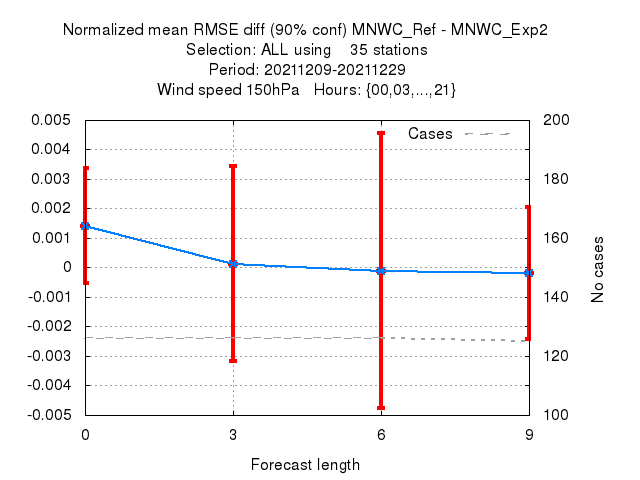 Normalized mean RMSE diff (90% conf) MNWC_Ref - MNWC_Exp2
Selection: ALL using    35 stations
Period: 20211209-20211229
Wind speed 150hPa   Hours: {00,03,...,21}
0.005
0.004
0.003
0.002
0.001
0
-0.001
-0.002
-0.003
-0.004
-0.005
Cases
200
180
160
140
120
100
No cases
0 3 6 9
Forecast length